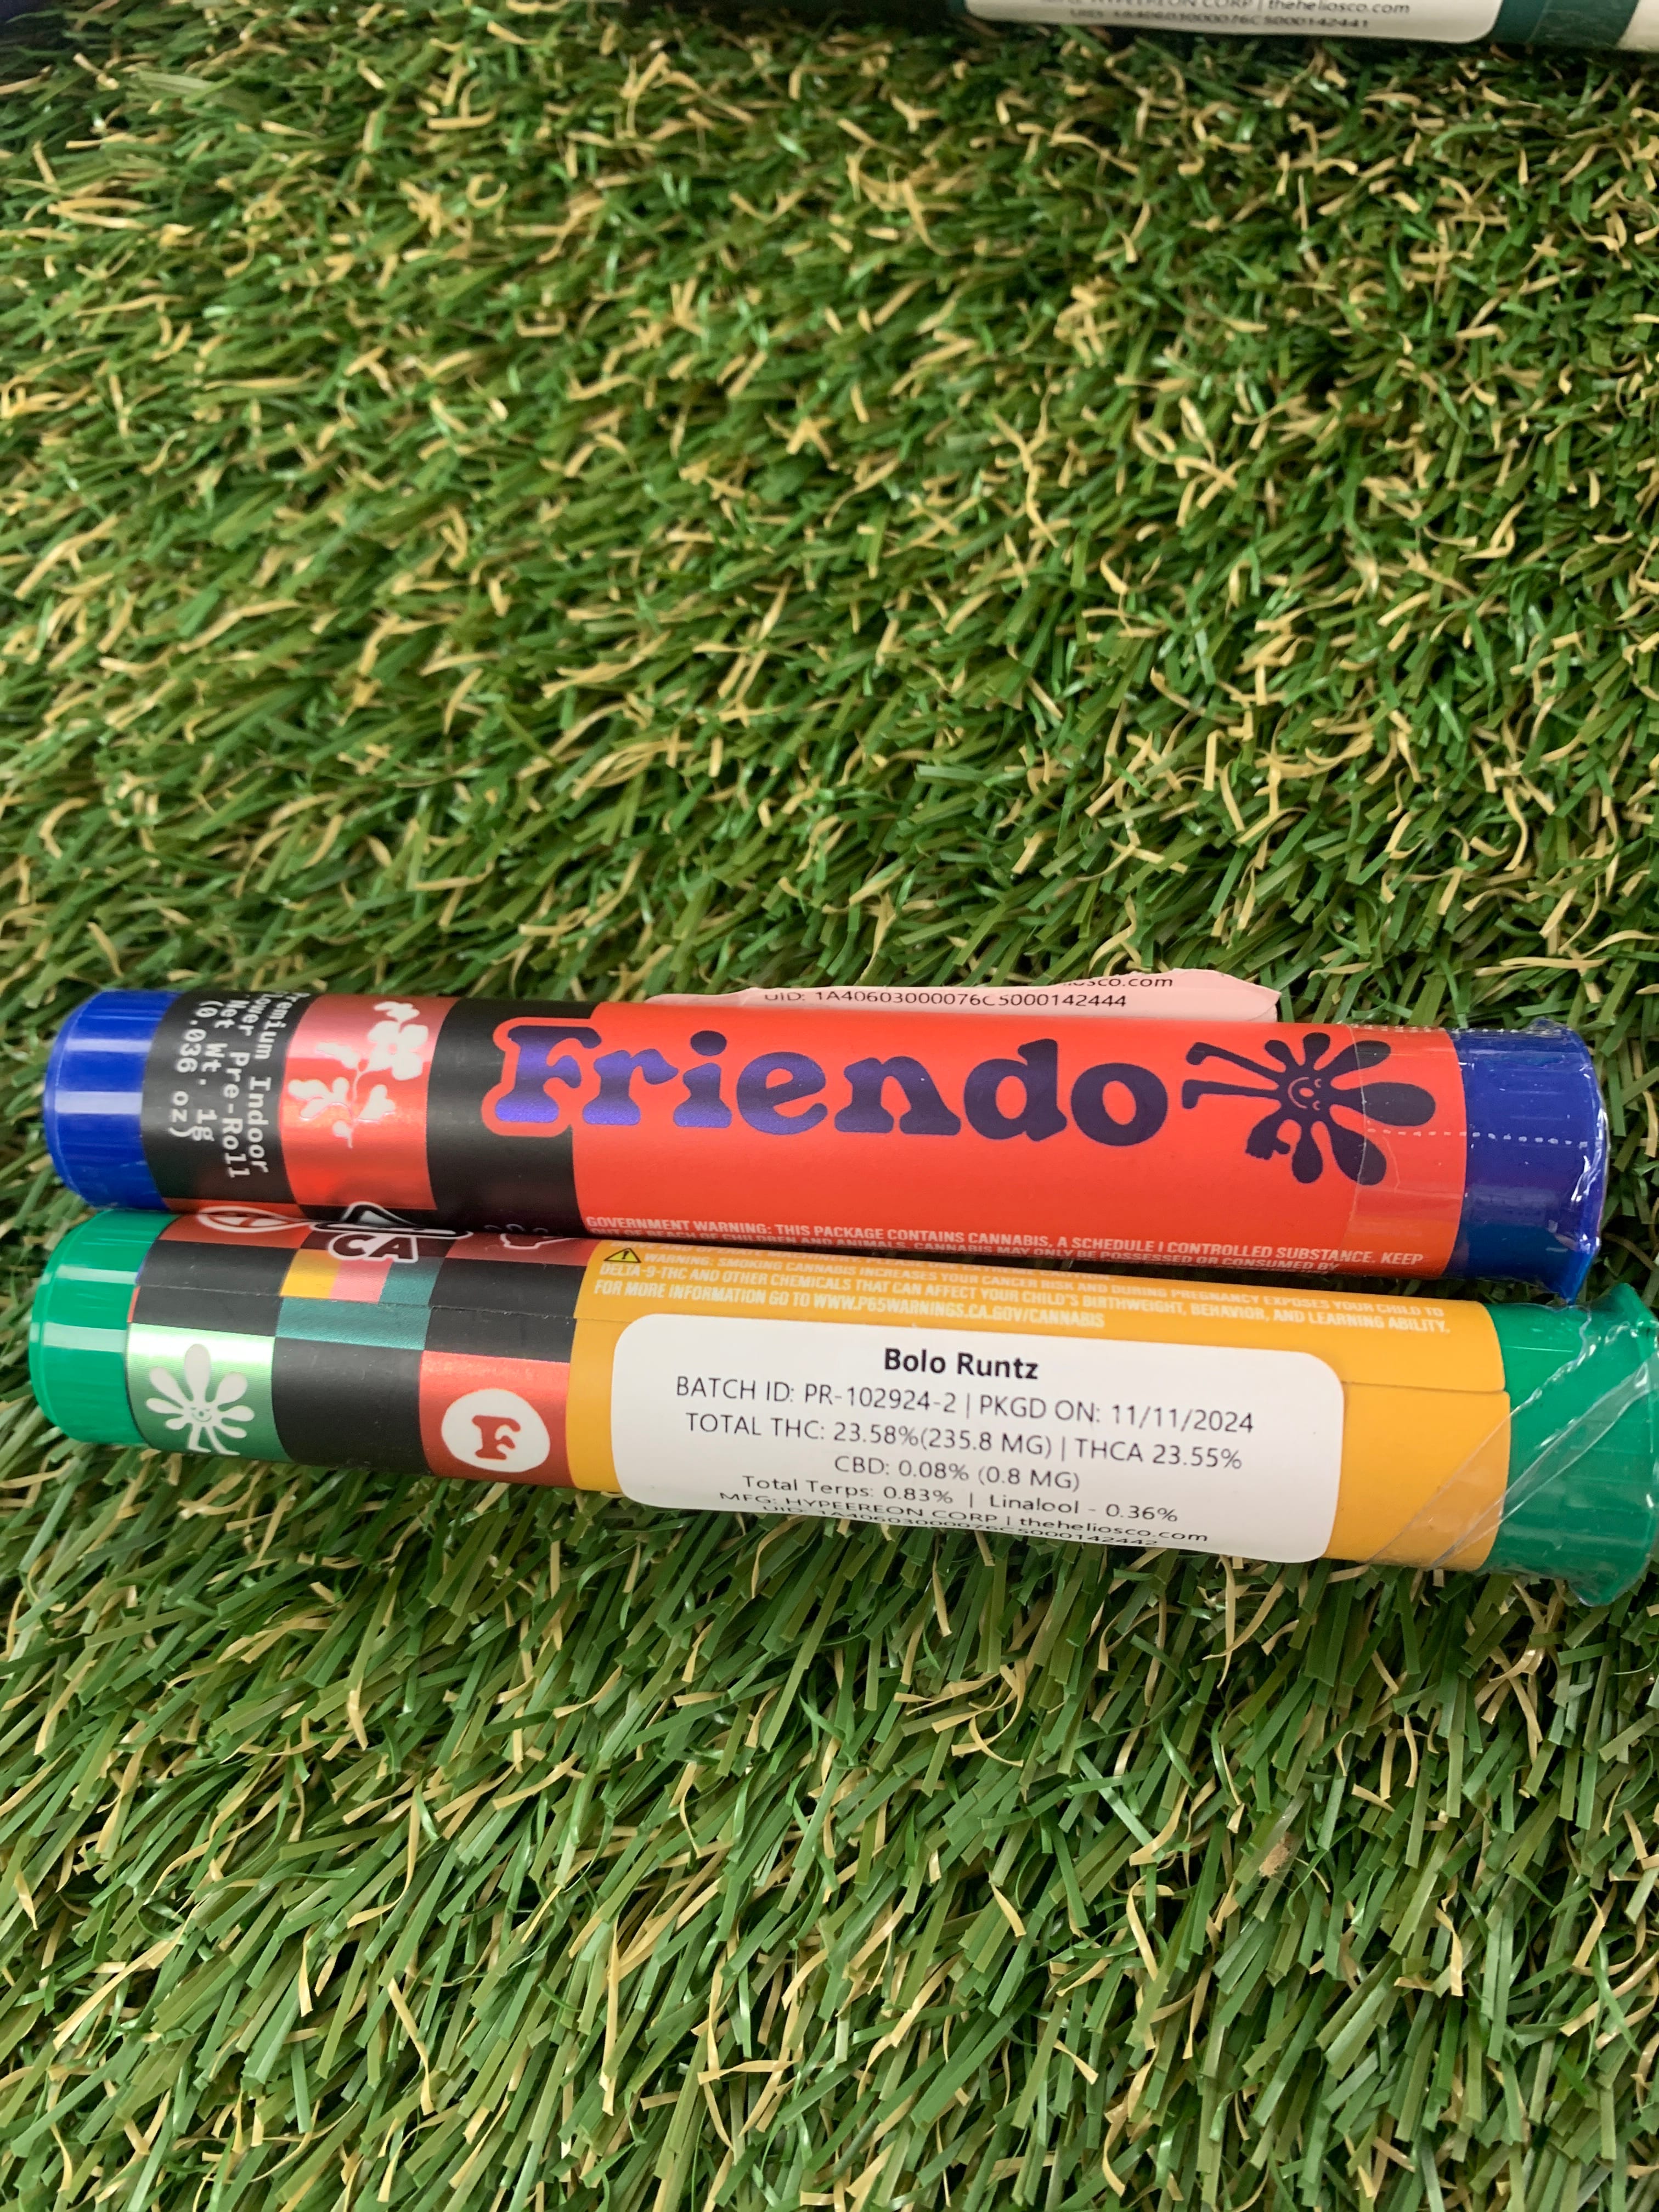 theheliosco.com
UID: 1A40603000076C5000142441
UID: 1A40603000076C5000142444
Premium Indoor
Flower Pre-Roll
Net Wt. 1g
(0.036 oz)
Friendo
GOVERNMENT WARNING: THIS PACKAGE CONTAINS CANNABIS, A SCHEDULE I CONTROLLED SUBSTANCE. KEEP
OUT OF REACH OF CHILDREN AND ANIMALS. CANNABIS MAY ONLY BE POSSESSED OR CONSUMED BY
CA
WARNING: SMOKING CANNABIS INCREASES YOUR CANCER RISK AND DURING PREGNANCY EXPOSES YOUR CHILD TO
DELTA-9-THC AND OTHER CHEMICALS THAT CAN AFFECT YOUR CHILD'S BIRTHWEIGHT, BEHAVIOR, AND LEARNING ABILITY.
FOR MORE INFORMATION GO TO WWW.P65WARNINGS.CA.GOV/CANNABIS
F
Bolo Runtz
BATCH ID: PR-102924-2 | PKGD ON: 11/11/2024
TOTAL THC: 23.58%(235.8 MG) | THCA 23.55%
CBD: 0.08% (0.8 MG)
Total Terps: 0.83% | Linalool - 0.36%
MFG: HYPEEREON CORP | theheliosco.com
UID: 1A40603000076C5000142442